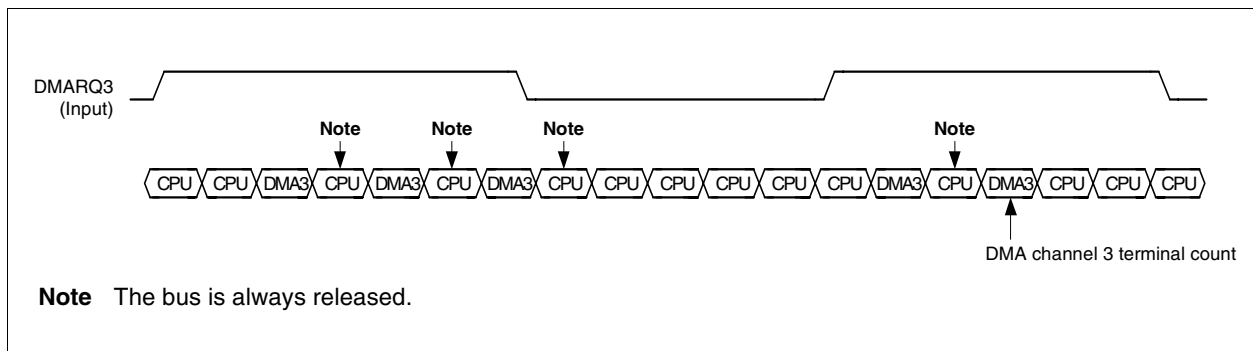 DMARQ3
(Input)
Note Note Note Note
CPU CPU DMA3 CPU DMA3 CPU DMA3 CPU CPU CPU CPU CPU CPU DMA3 CPU DMA3 CPU CPU CPU
DMA channel 3 terminal count
Note The bus is always released.